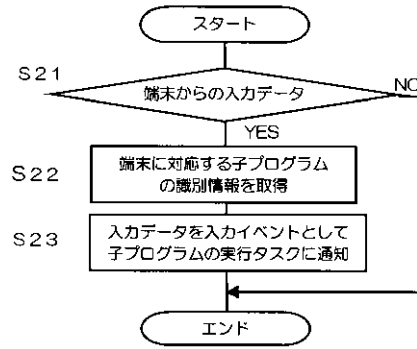 スタート
S21
端末からの入力データ
NO
YES
S22
端末に対応する子プログラム
の識別情報を取得
S23
入力データを入力イベントとして
子プログラムの実行タスクに通知
エンド